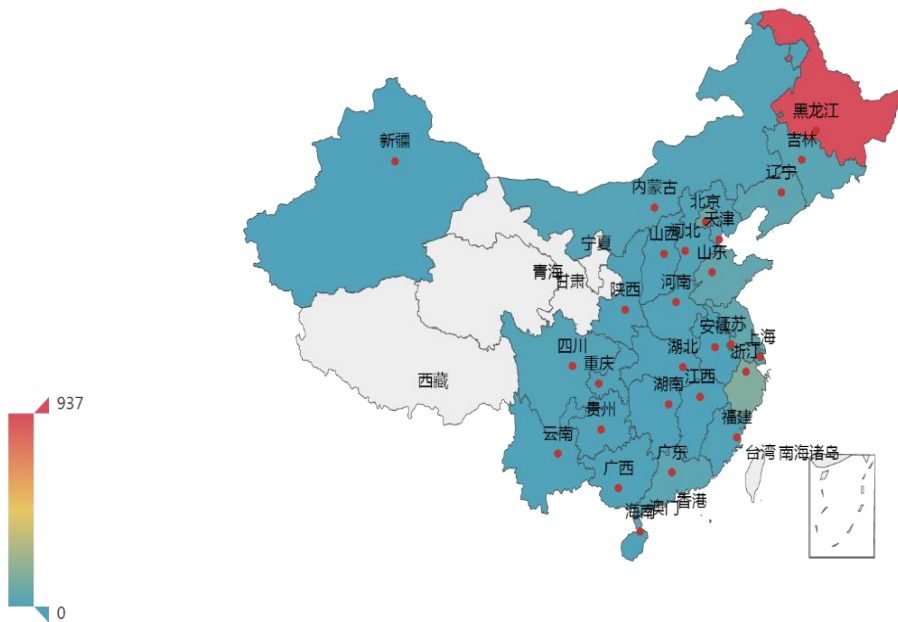 黑龙江
吉林
新疆
辽宁
内蒙古
北京
天津
山西
河北
宁夏
山东
青海
甘肃
河南
陕西
安徽
江苏
上海
四川
湖北
浙江
重庆
西藏
湖南
江西
937
贵州
福建
云南
广东
台湾
南海诸岛
广西
香港
海南
澳门
0